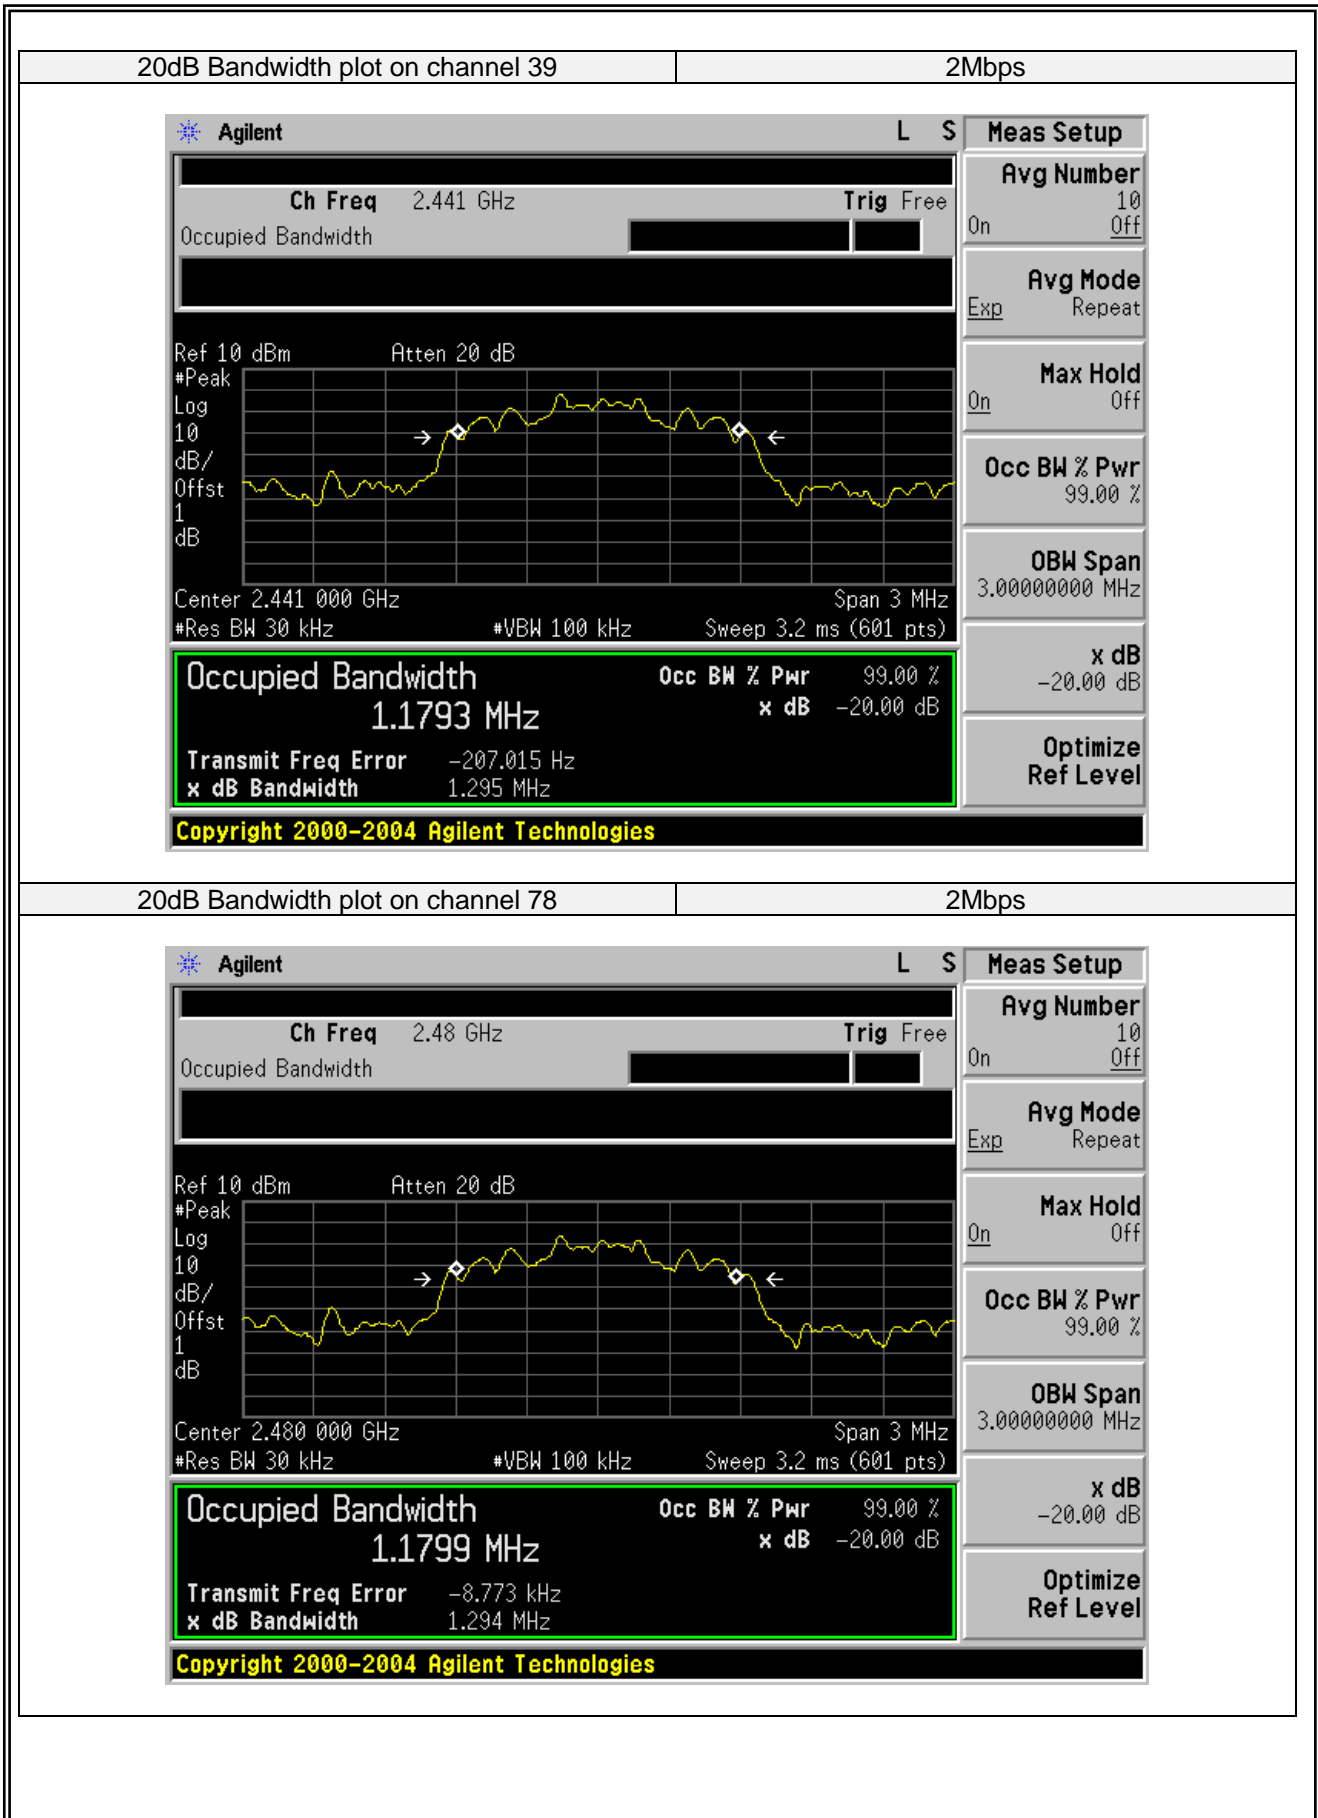 20dB Bandwidth plot on channel 39 2Mbps
Agilent L S Meas Setup
Ch Freq 2.441 GHz Trig Free
Occupied Bandwidth
Avg Number
10
On Off
Avg Mode
Exp Repeat
Ref 10 dBm Atten 20 dB
#Peak
Log
10
dB/
Offst
1
dB
Max Hold
On Off
Occ BW % Pwr
99.00 %
OBW Span
3.00000000 MHz
Center 2.441 000 GHz Span 3 MHz
#Res BW 30 kHz #VBW 100 kHz Sweep 3.2 ms (601 pts)
Occupied Bandwidth Occ BW % Pwr 99.00 %
1.1793 MHz x dB -20.00 dB
Transmit Freq Error -207.015 Hz
x dB Bandwidth 1.295 MHz
x dB
-20.00 dB
Optimize
Ref Level
Copyright 2000-2004 Agilent Technologies
20dB Bandwidth plot on channel 78 2Mbps
Agilent L S Meas Setup
Ch Freq 2.48 GHz Trig Free
Occupied Bandwidth
Avg Number
10
On Off
Avg Mode
Exp Repeat
Ref 10 dBm Atten 20 dB
#Peak
Log
10
dB/
Offst
1
dB
Max Hold
On Off
Occ BW % Pwr
99.00 %
OBW Span
3.00000000 MHz
Center 2.480 000 GHz Span 3 MHz
#Res BW 30 kHz #VBW 100 kHz Sweep 3.2 ms (601 pts)
Occupied Bandwidth Occ BW % Pwr 99.00 %
1.1799 MHz x dB -20.00 dB
Transmit Freq Error -8.773 kHz
x dB Bandwidth 1.294 MHz
x dB
-20.00 dB
Optimize
Ref Level
Copyright 2000-2004 Agilent Technologies